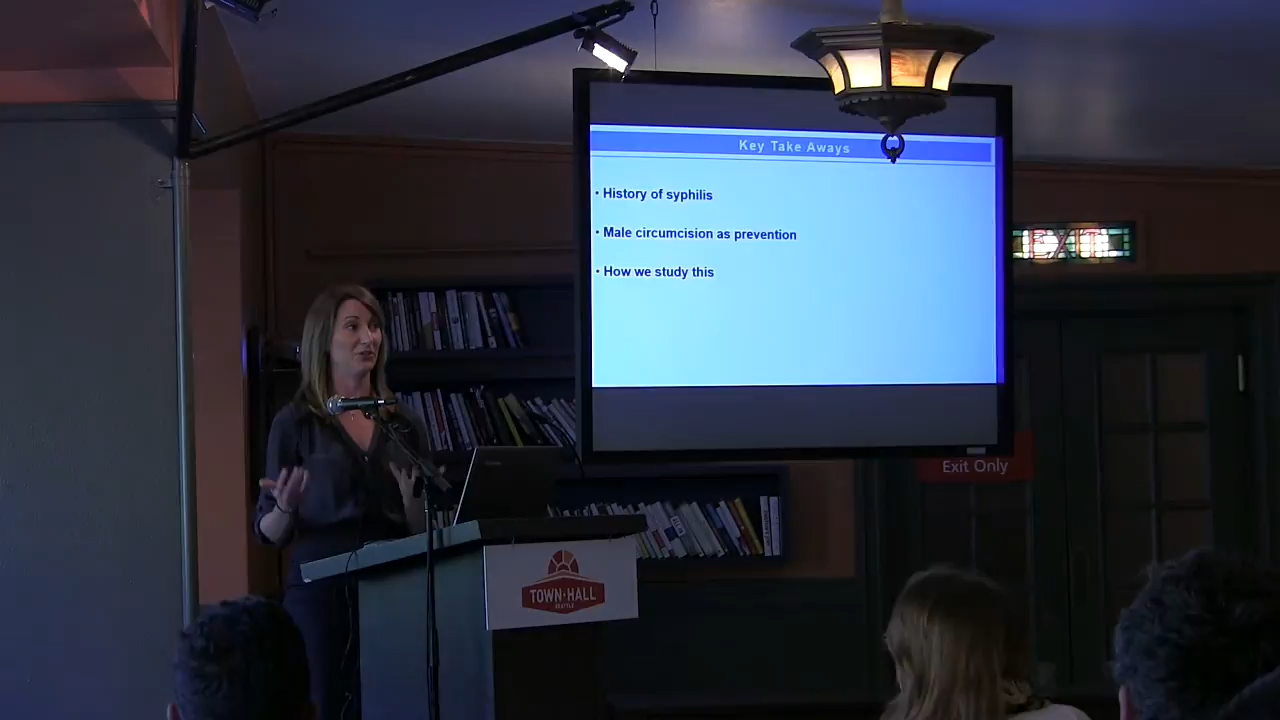 Key Take Aways
• History of syphilis
• Male circumcision as prevention
• How we study this
EXIT
Exit Only
TOWN HALL
SEATTLE